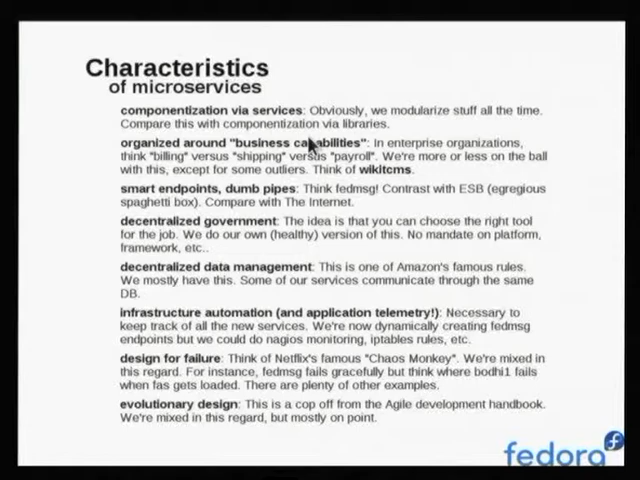 Characteristics
of microservices
componentization via services: Obviously, we modularize stuff all the time.
Compare this with componentization via libraries.
organized around "business capabilities": In enterprise organizations,
think "billing" versus "shipping" versus "payroll". We're more or less on the ball
with this, except for some outliers. Think of wikitcms.
smart endpoints, dumb pipes: Think fedmsg! Contrast with ESB (egregious
spaghetti box). Compare with The Internet.
decentralized government: The idea is that you can choose the right tool
for the job. We do our own (healthy) version of this. No mandate on platform,
framework, etc..
decentralized data management: This is one of Amazon's famous rules.
We mostly have this. Some of our services communicate through the same
DB.
infrastructure automation (and application telemetry!): Necessary to
keep track of all the new services. We're now dynamically creating fedmsg
endpoints but we could do nagios monitoring, iptables rules, etc.
design for failure: Think of Netflix's famous "Chaos Monkey". We're mixed in
this regard. For instance, fedmsg fails gracefully but think where bodhi1 fails
when fas gets loaded. There are plenty of other examples.
evolutionary design: This is a cop off from the Agile development handbook.
We're mixed in this regard, but mostly on point.
fedora